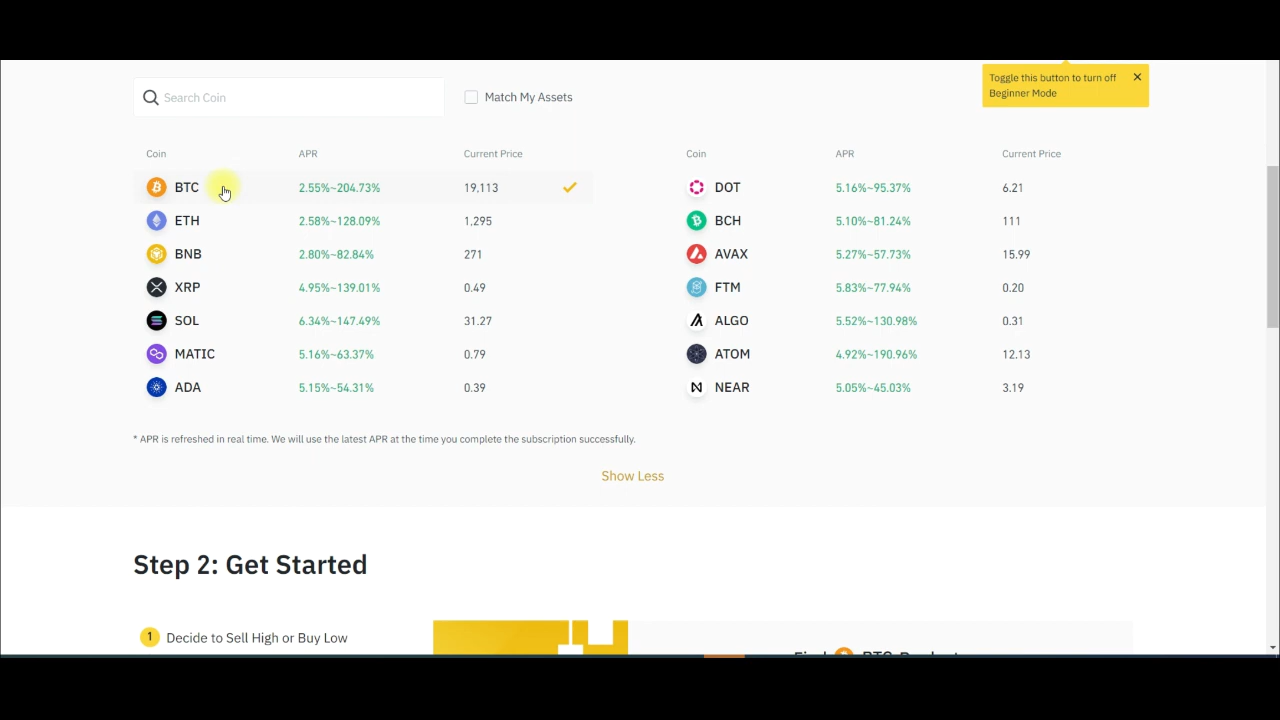 Toggle this button to turn off
Beginner Mode
Search Coin
Match My Assets
Coin APR Current Price Coin APR Current Price
BTC 2.55%~204.73% 19,113 DOT 5.16%~95.37% 6.21
ETH 2.58%~128.09% 1,295 BCH 5.10%~81.24% 111
BNB 2.80%~82.84% 271 AVAX 5.27%~57.73% 15.99
XRP 4.95%~139.01% 0.49 FTM 5.83%~77.94% 0.20
SOL 6.34%~147.49% 31.27 ALGO 5.52%~130.98% 0.31
MATIC 5.16%~63.37% 0.79 ATOM 4.92%~190.96% 12.13
ADA 5.15%~54.31% 0.39 NEAR 5.05%~45.03% 3.19
* APR is refreshed in real time. We will use the latest APR at the time you complete the subscription successfully.
Show Less
Step 2: Get Started
1 Decide to Sell High or Buy Low